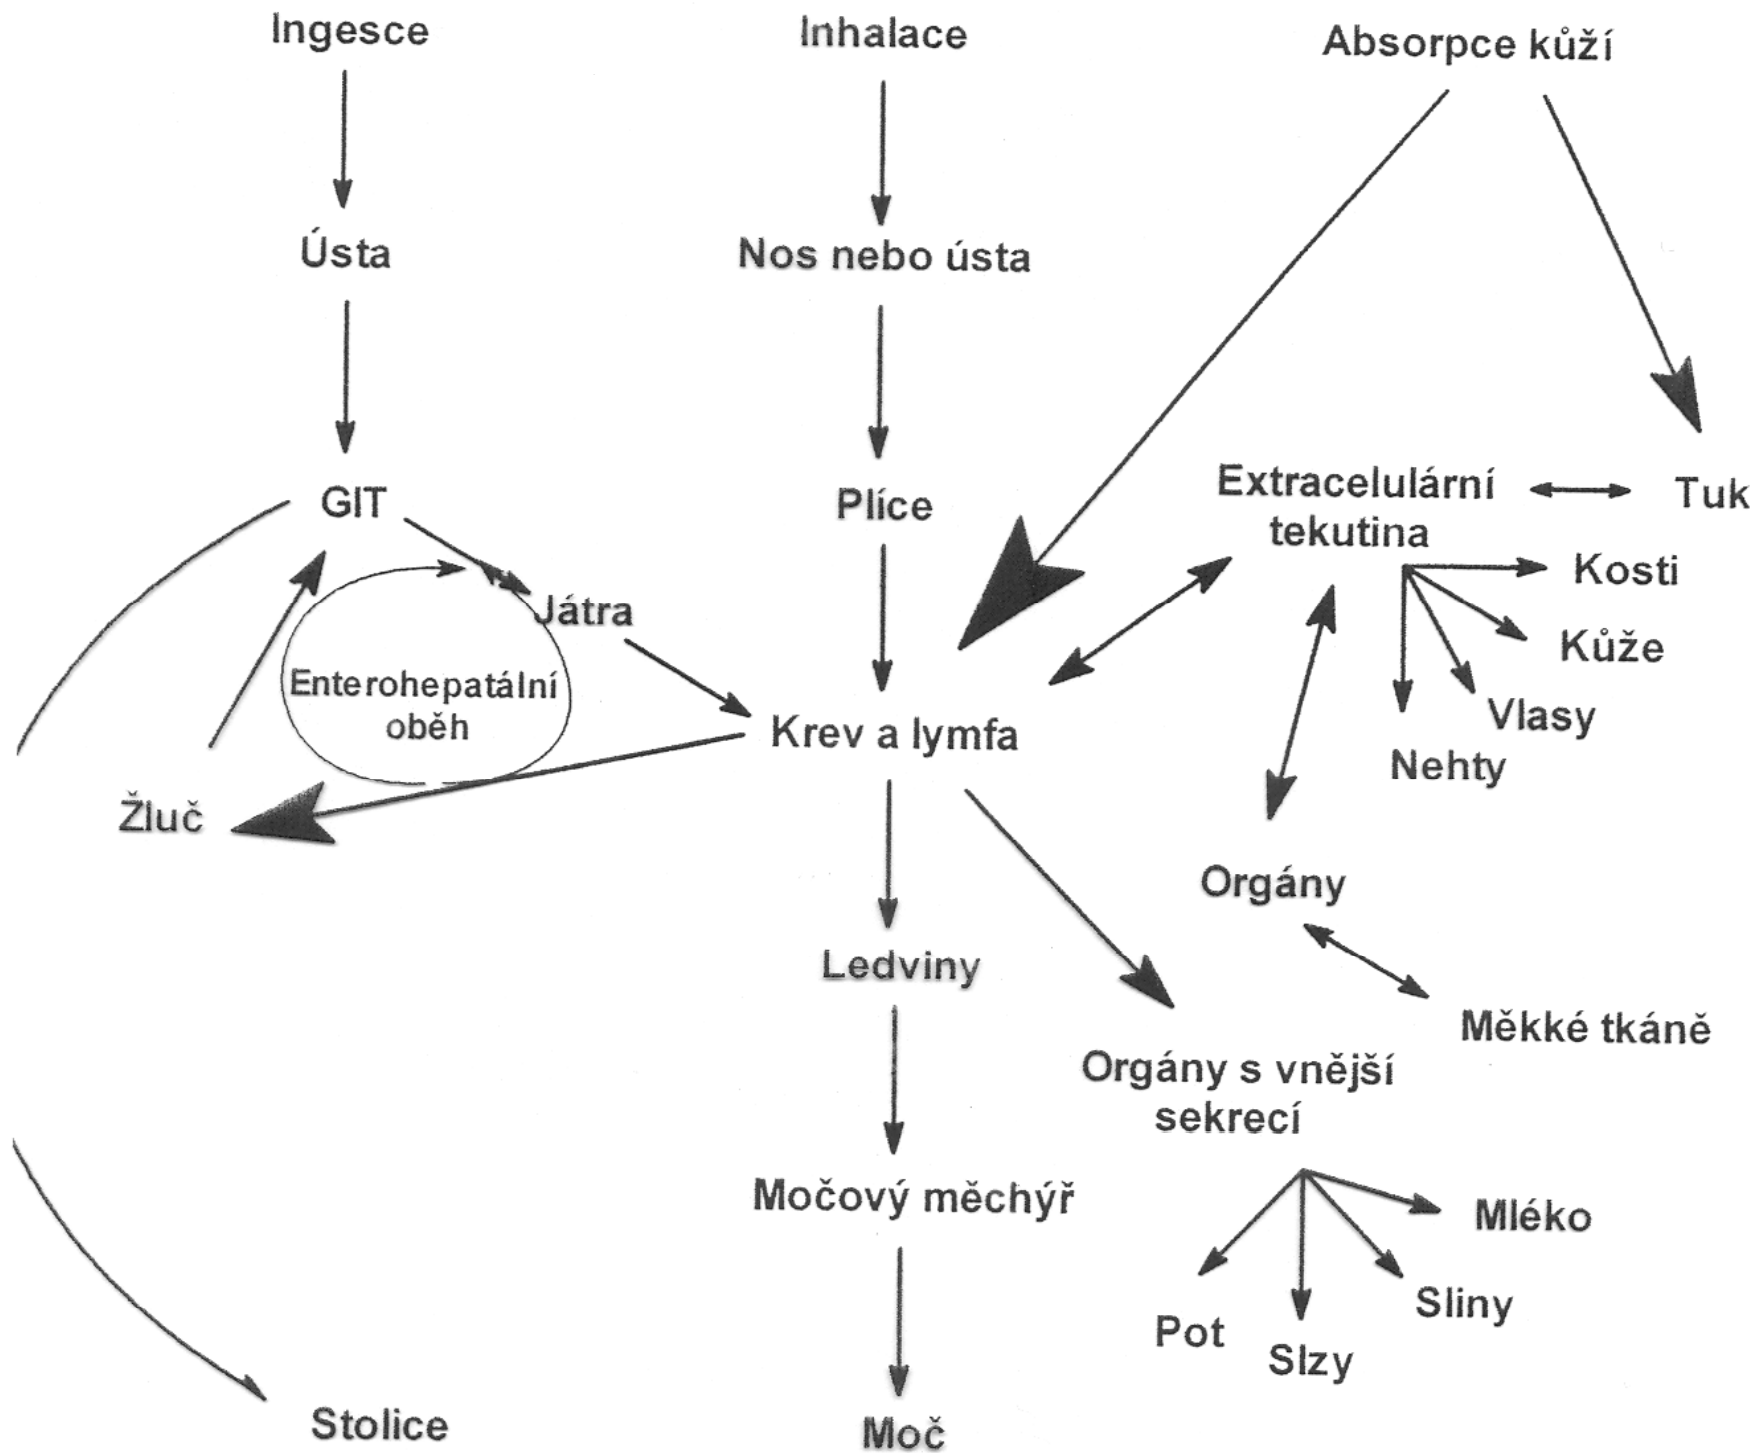 Ingesce
Inhalace
Absorpce kůží
Ústa
Nos nebo ústa
GIT
Plíce
Extracelulární
tekutina
Tuk
Kosti
Játra
Kůže
Enterohepatální
oběh
Vlasy
Krev a lymfa
Nehty
Žluč
Orgány
Ledviny
Měkké tkáně
Orgány s vnější
sekrecí
Močový měchýř
Mléko
Sliny
Pot
Slzy
Stolice
Moč